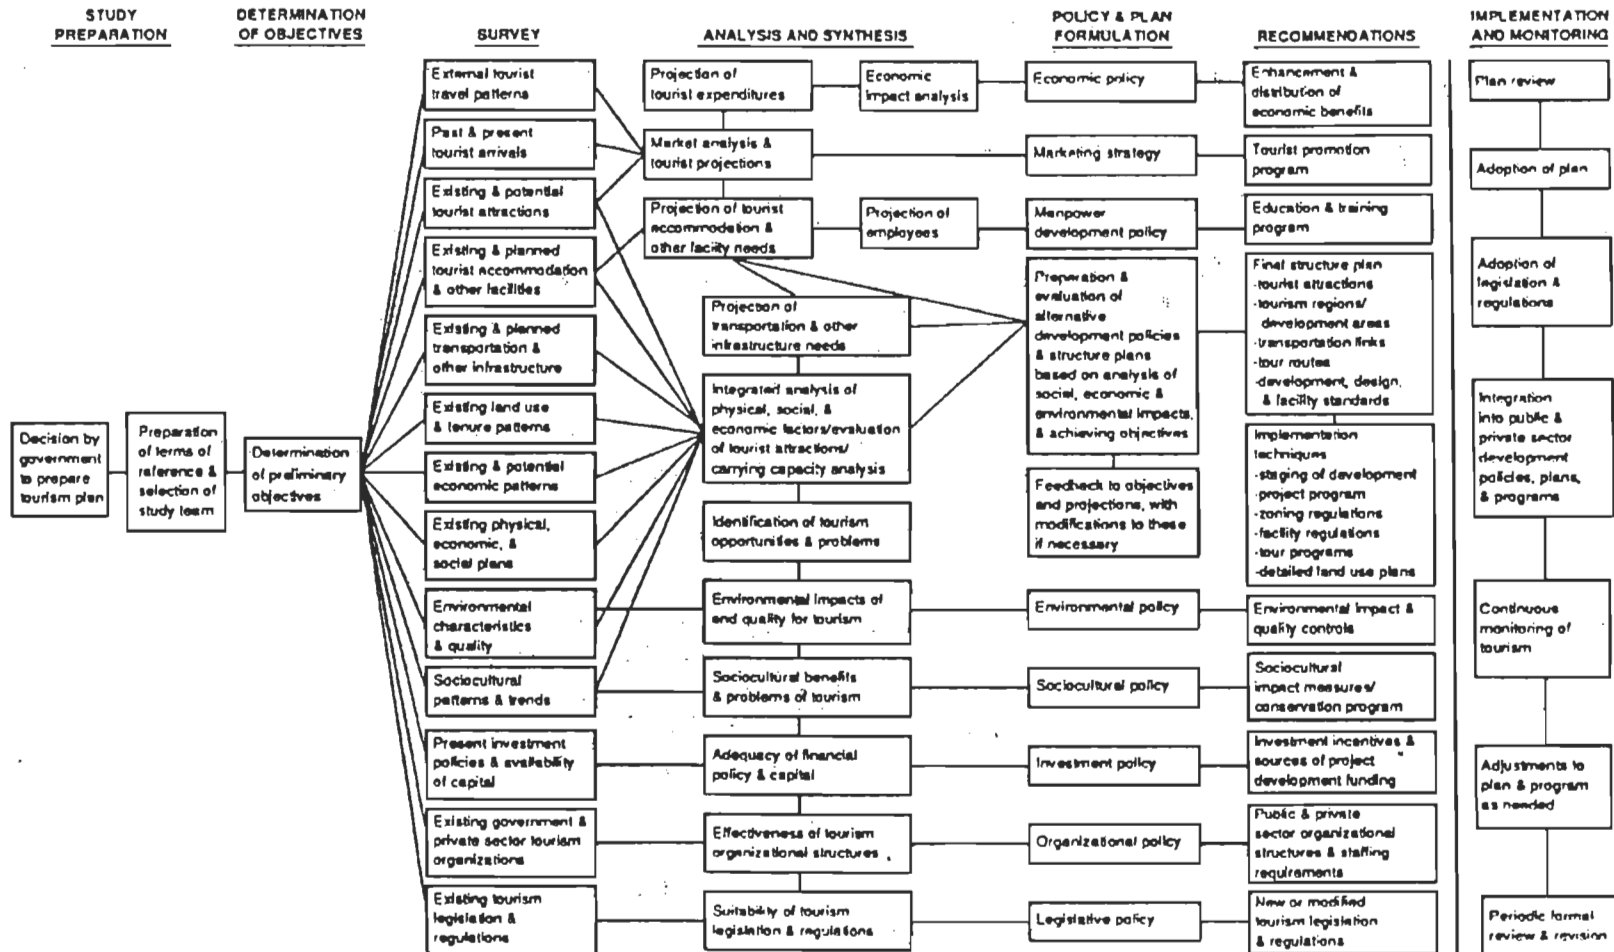 STUDY
PREPARATION
DETERMINATION
OF OBJECTIVES
SURVEY
ANALYSIS AND SYNTHESIS
POLICY & PLAN
FORMULATION
RECOMMENDATIONS
IMPLEMENTATION
AND MONITORING
Decision by
government
to prepare
tourism plan
Preparation
of terms of
reference &
selection of
study team
Determination
of preliminary
objectives
External tourist
travel patterns
Past & present
tourist arrivals
Existing & potential
tourist attractions
Existing & planned
tourist accommodation
& other facilities
Existing & planned
transportation &
other infrastructure
Existing land use
& tenure patterns
Existing & potential
economic patterns
Existing physical,
economic, &
social plans
Environmental
characteristics
& quality
Sociocultural
patterns & trends
Present investment
policies & availability
of capital
Existing government &
private sector tourism
organizations
Existing tourism
legislation &
regulations
Projection of
tourist expenditures
Economic
impact analysis
Market analysis &
tourist projections
Projection of tourist
accommodation &
other facility needs
Projection of
employees
Projection of
transportation & other
infrastructure needs
Integrated analysis of
physical, social, &
economic factors/evaluation
of tourist attractions/
carrying capacity analysis
Identification of tourism
opportunities & problems
Environmental impacts of
and quality for tourism
Sociocultural benefits
& problems of tourism
Adequacy of financial
policy & capital
Effectiveness of tourism
organizational structures
Suitability of tourism
legislation & regulations
Economic policy
Marketing strategy
Manpower
development policy
Preparation &
evaluation of
alternative
development policies
& structure plans
based on analysis of
social, economic &
environmental impacts,
& achieving objectives
Feedback to objectives
and projections, with
modifications to these
if necessary
Environmental policy
Sociocultural policy
Investment policy
Organizational policy
Legislative policy
Enhancement &
distribution of
economic benefits
Tourist promotion
program
Education & training
program
Final structure plan
-tourist attractions
-tourism regions/
development areas
-transportation links
-tour routes
-development, design,
& facility standards
Implementation
techniques
-staging of development
-project program
-zoning regulations
-facility regulations
-tour programs
-detailed land use plans
Environmental impact &
quality controls
Sociocultural
impact measures/
conservation program
Investment incentives &
sources of project
development funding
Public & private
sector organizational
structures & staffing
requirements
New or modified
tourism legislation
& regulations
Plan review
Adoption of plan
Adoption of
legislation &
regulations
Integration
into public &
private sector
development
policies, plans,
& programs
Continuous
monitoring of
tourism
Adjustments to
plan & program
as needed
Periodic formal
review & revision